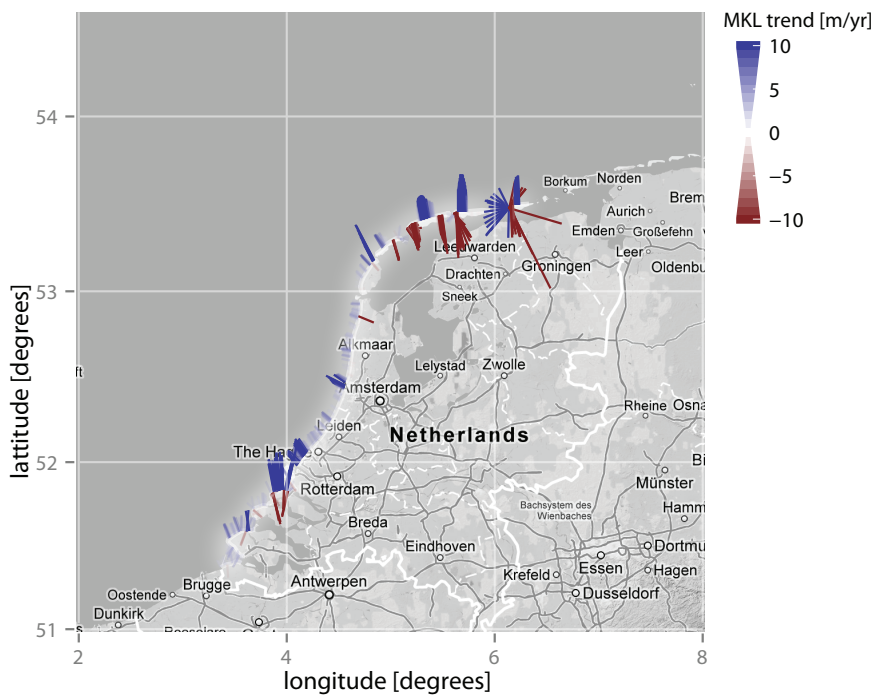 MKL trend [m/yr]
10
5
0
−5
−10
54
53
52
51
lattitude [degrees]
2
4
6
8
longitude [degrees]
Borkum
Norden
Aurich
Brem
Emden
Großefehn
Leer
Oldenbu
Leeuwarden
Groningen
Drachten
Sneek
Alkmaar
Lelystad
Zwolle
ft
Amsterdam
Rheine
Osna
Leiden
Netherlands
The Hague
Bi
Rotterdam
Münster
Bachsystem des
Wienbaches
Hamm
Breda
Eindhoven
Dortmu
Essen
Krefeld
Hagen
Brugge
Antwerpen
Oostende
Dusseldorf
Dunkirk
s